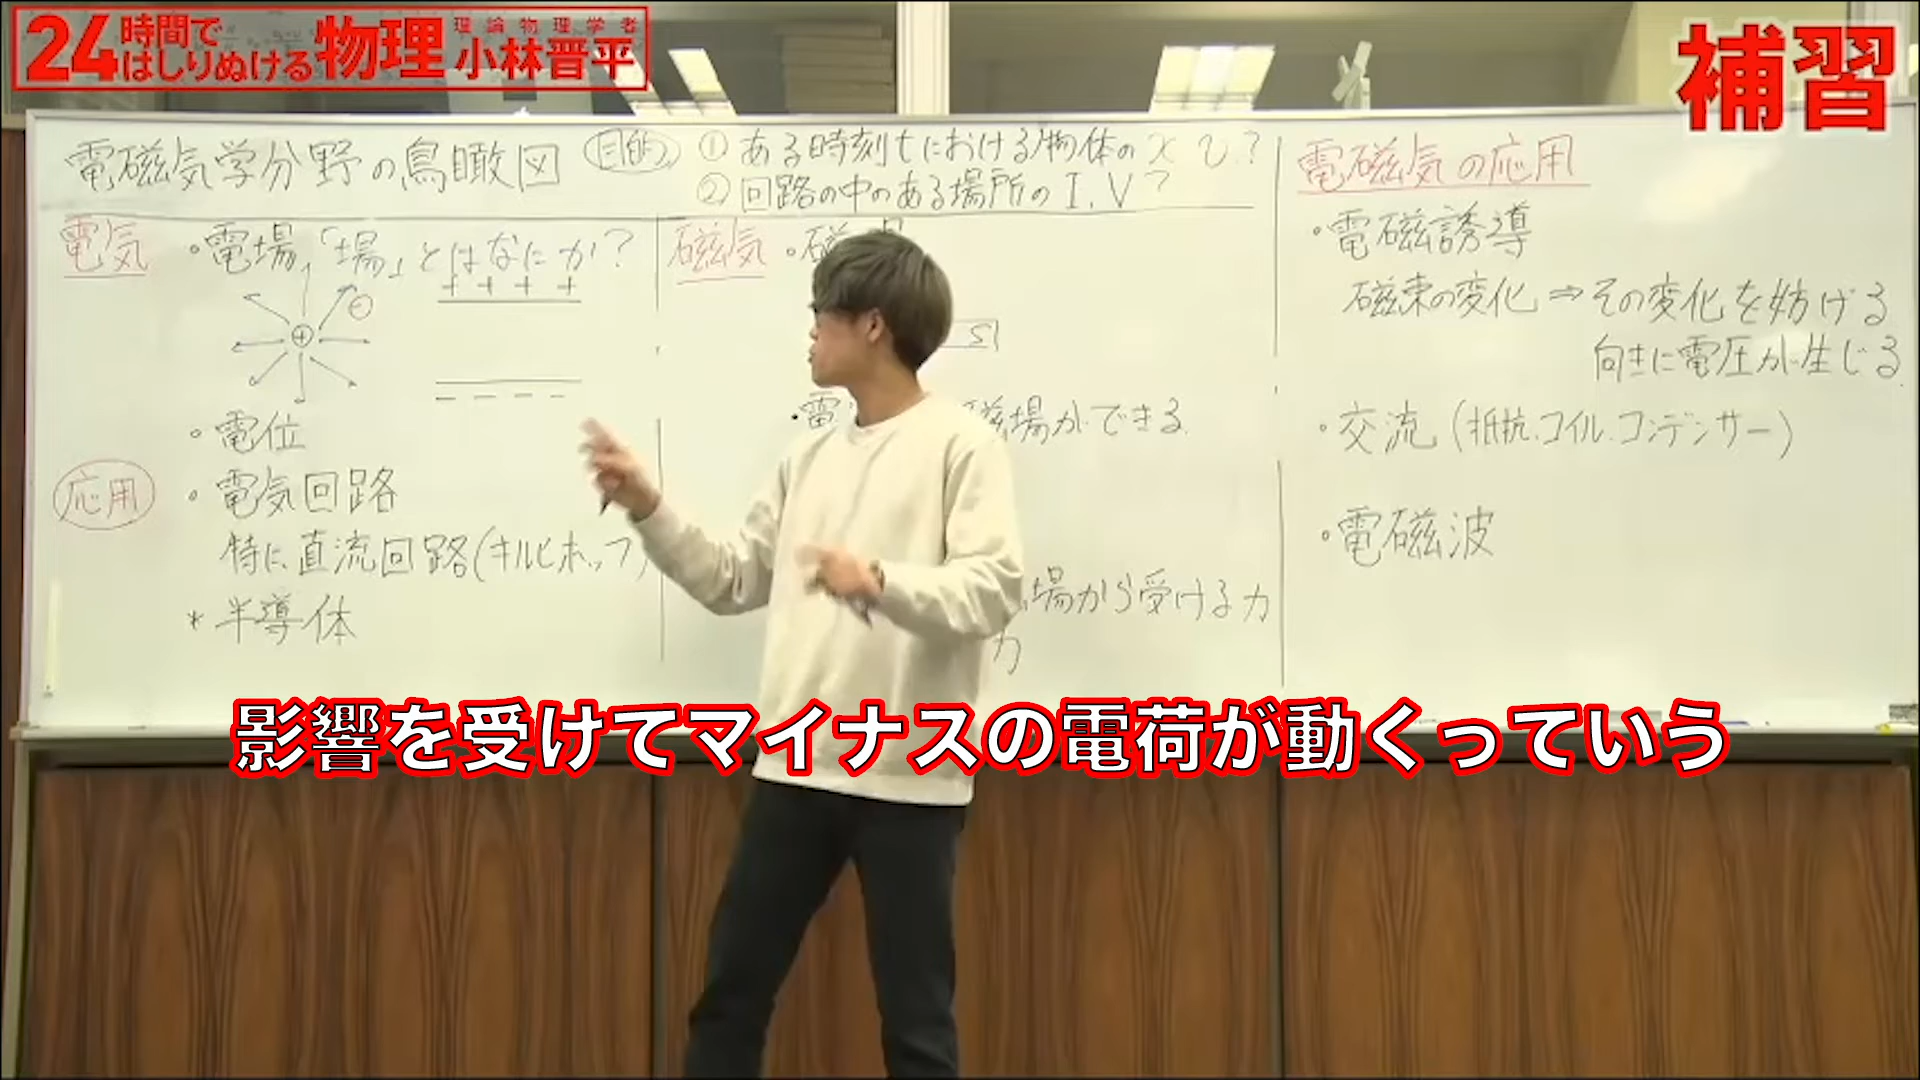 24時間で
はしりぬける物理
理論物理学者
小林晋平
補習
電磁気学分野の鳥瞰図
目的
① ある時刻tにおける物体の x v?
② 回路の中のある場所の I, V?
電気
・電場「場」とはなにか?
+ + + +
⊖
⊕
・電位
応用
・電気回路
特に直流回路(キルヒホッフ)
* 半導体
磁気
S
磁場ができる
場から受ける力
力
電磁気の応用
・電磁誘導
磁束の変化⇒その変化を妨げる
向きに電圧が生じる
・交流(抵抗、コイル、コンデンサー)
・電磁波
影響を受けてマイナスの電荷が動くっていう